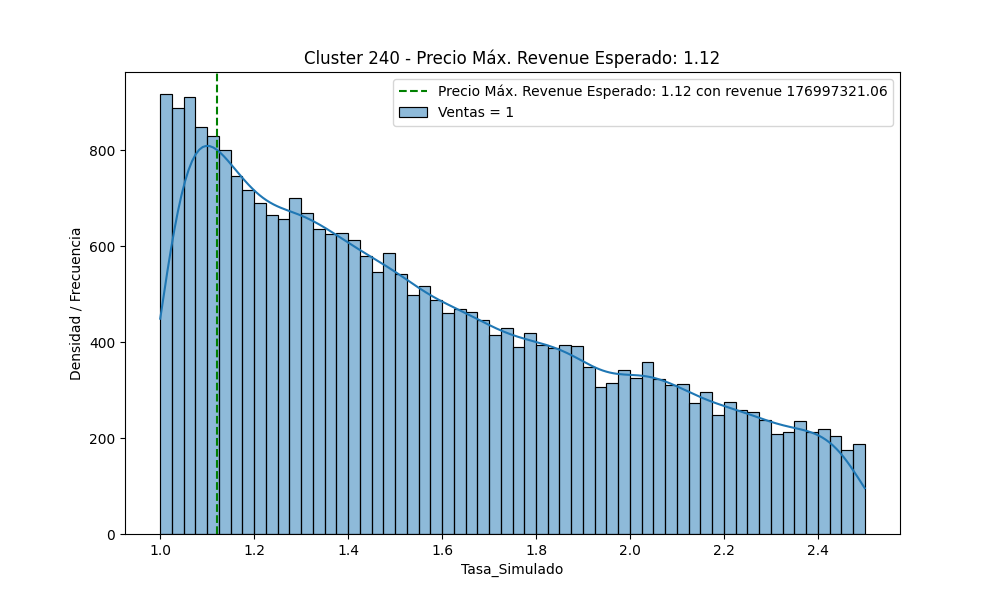 Cluster 240 - Precio Máx. Revenue Esperado: 1.12
Precio Máx. Revenue Esperado: 1.12 con revenue 176997321.06
Ventas = 1
Densidad / Frecuencia
800
600
400
200
0
1.0 1.2 1.4 1.6 1.8 2.0 2.2 2.4
Tasa_Simulado